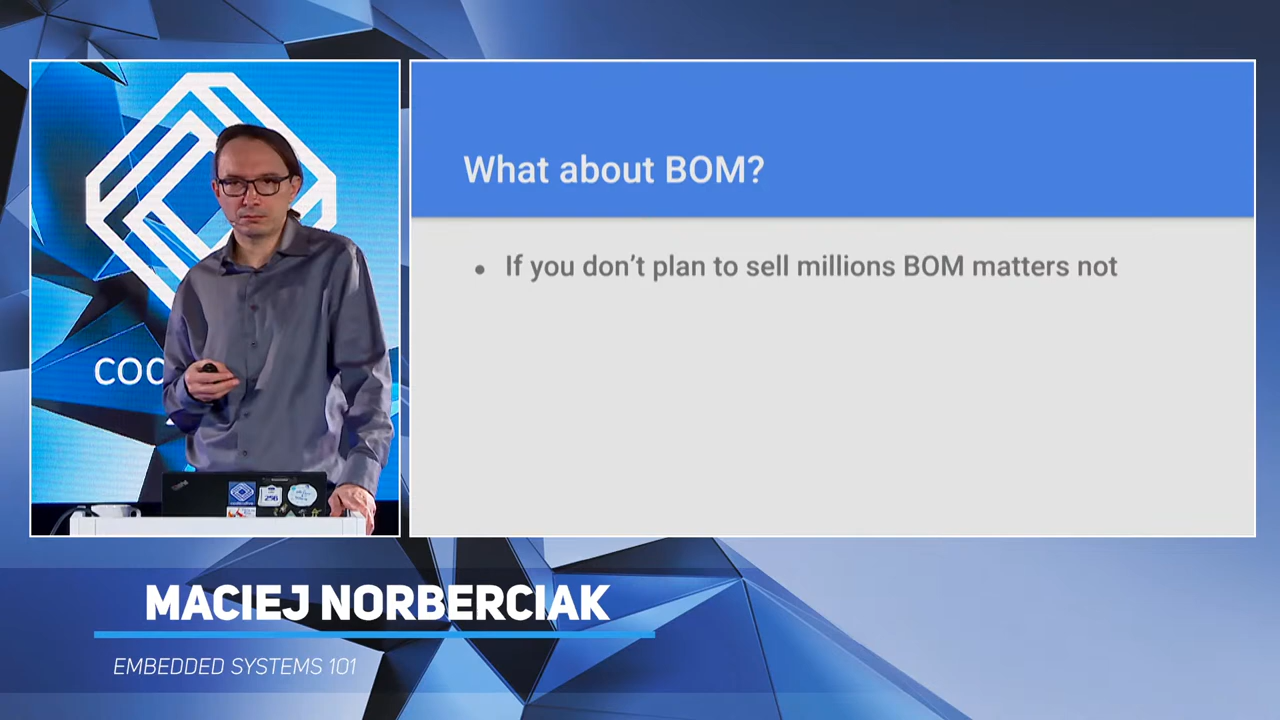 What about BOM?
• If you don't plan to sell millions BOM matters not
MACIEJ NORBERCIAK
EMBEDDED SYSTEMS 101